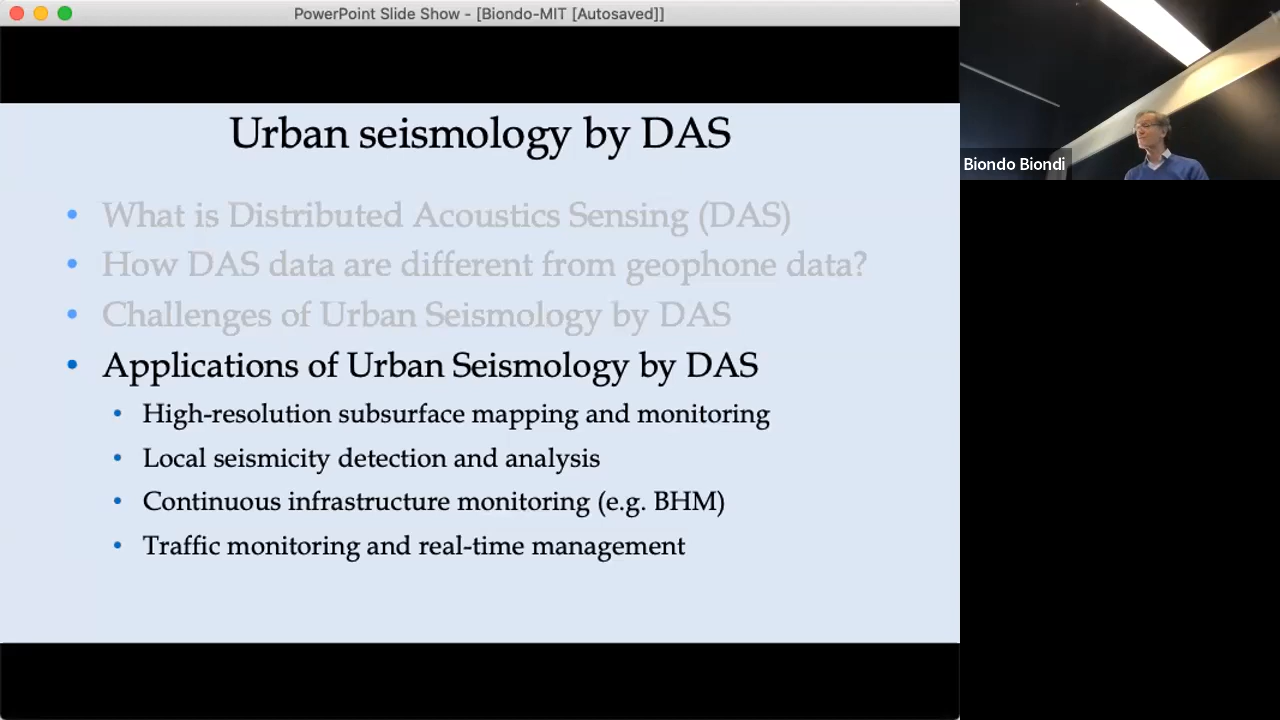 PowerPoint Slide Show - [Biondo-MIT [Autosaved]]
Urban seismology by DAS
• What is Distributed Acoustics Sensing (DAS)
• How DAS data are different from geophone data?
• Challenges of Urban Seismology by DAS
• Applications of Urban Seismology by DAS
• High-resolution subsurface mapping and monitoring
• Local seismicity detection and analysis
• Continuous infrastructure monitoring (e.g. BHM)
• Traffic monitoring and real-time management
Biondo Biondi